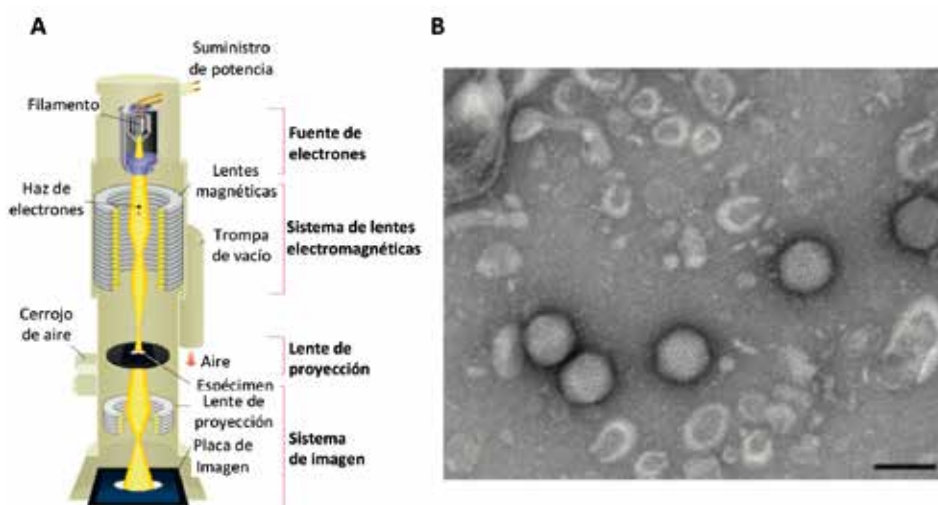 A
B
Suministro
de potencia
Filamento
Fuente de
electrones
Lentes
magnéticas
Haz de
electrones
Sistema de lentes
electromagnéticas
Trompa
de vacío
Cerrojo
de aire
Aire
Lente de
proyección
Espécimen
Lente de
proyección
Sistema
de imagen
Placa de
Imagen